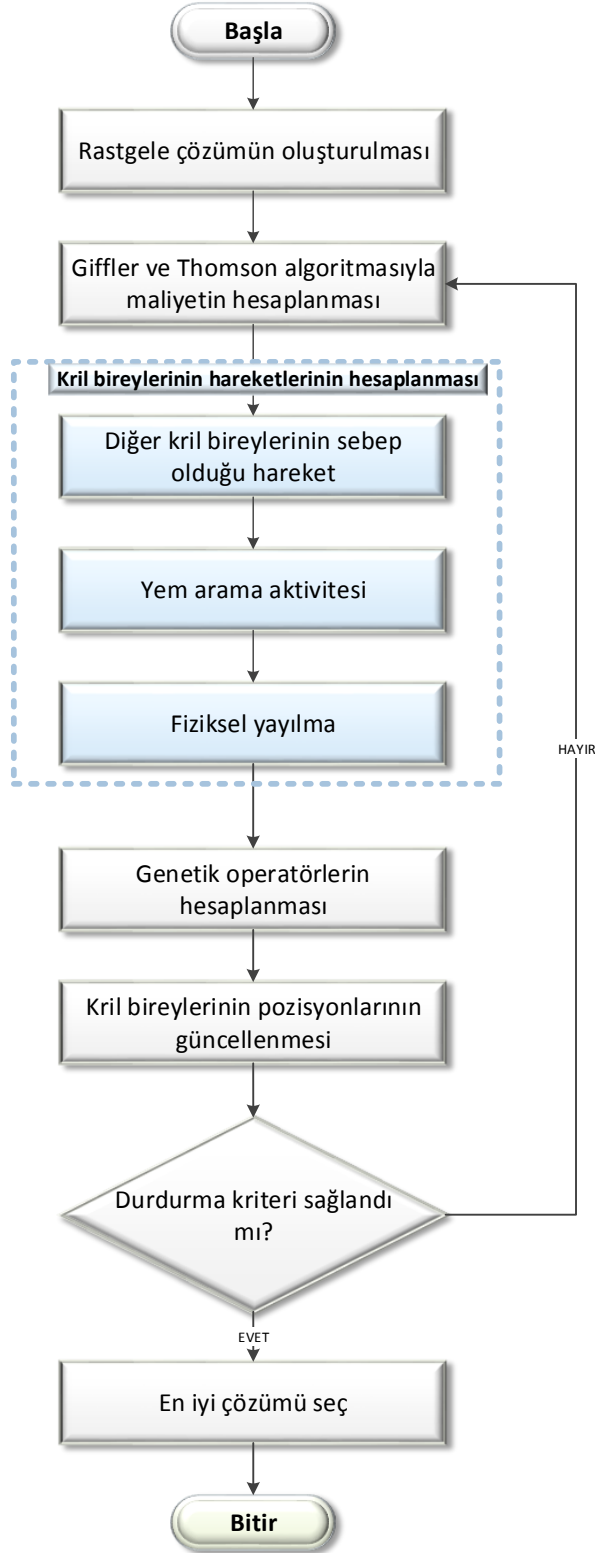 Başla
Rastgele çözümün oluşturulması
Giffler ve Thomson algoritmasıyla
maliyetin hesaplanması
Kril bireylerinin hareketlerinin hesaplanması
Diğer kril bireylerinin sebep
olduğu hareket
Yem arama aktivitesi
Fiziksel yayılma
HAYIR
Genetik operatörlerin
hesaplanması
Kril bireylerinin pozisyonlarının
güncellenmesi
Durdurma kriteri sağlandı
mı?
EVET
En iyi çözümü seç
Bitir